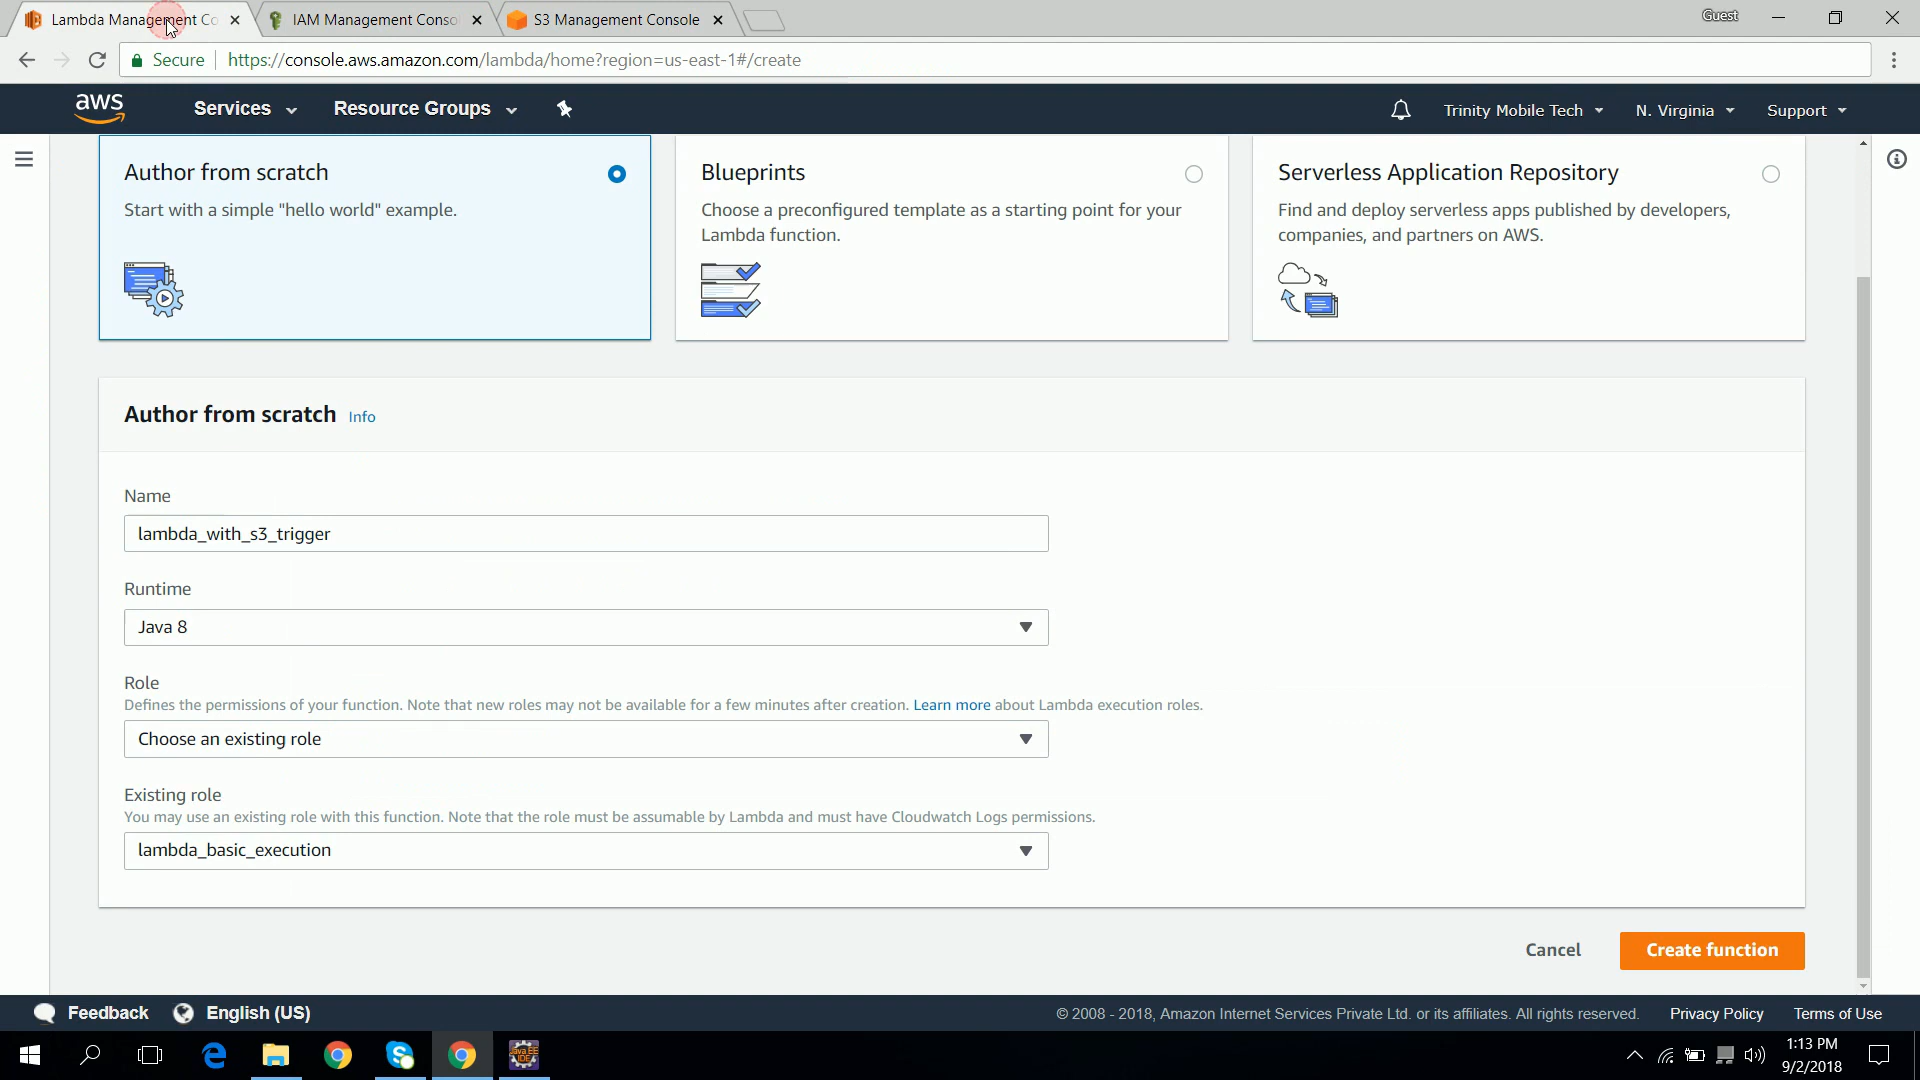 Lambda Management Co
IAM Management Conso
S3 Management Console
Guest
Secure
https://console.aws.amazon.com/lambda/home?region=us-east-1#/create
aws
Services
Resource Groups
Trinity Mobile Tech
N. Virginia
Support
Author from scratch
Start with a simple "hello world" example.
Blueprints
Choose a preconfigured template as a starting point for your
Lambda function.
Serverless Application Repository
Find and deploy serverless apps published by developers,
companies, and partners on AWS.
Author from scratch Info
Name
lambda_with_s3_trigger
Runtime
Java 8
Role
Defines the permissions of your function. Note that new roles may not be available for a few minutes after creation. Learn more about Lambda execution roles.
Choose an existing role
Existing role
You may use an existing role with this function. Note that the role must be assumable by Lambda and must have Cloudwatch Logs permissions.
lambda_basic_execution
Cancel
Create function
Feedback
English (US)
© 2008 - 2018, Amazon Internet Services Private Ltd. or its affiliates. All rights reserved.
Privacy Policy
Terms of Use
Java EE
IDE
1:13 PM
9/2/2018